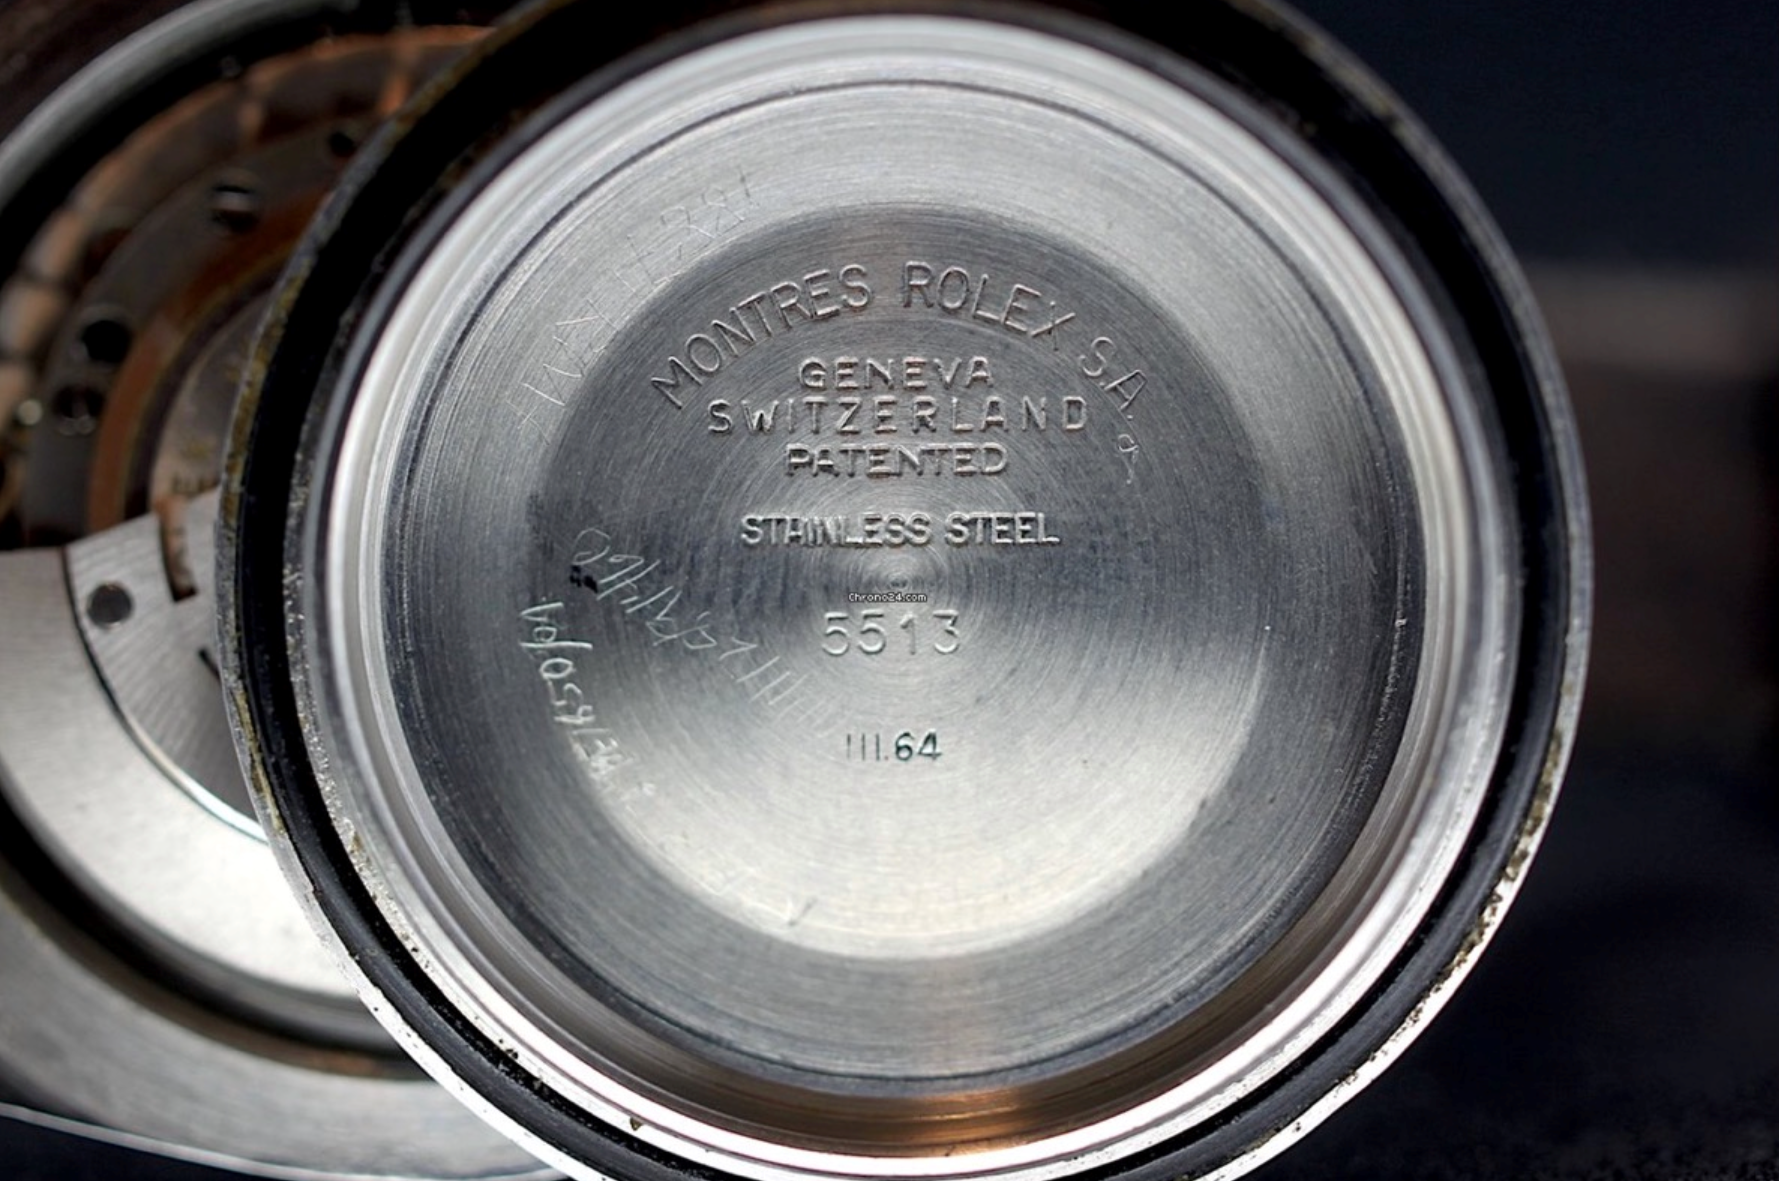 MONTRES ROLEX S.A.
GENEVA
SWITZERLAND
PATENTED
STAINLESS STEEL
Chrono24.com
5513
III.64